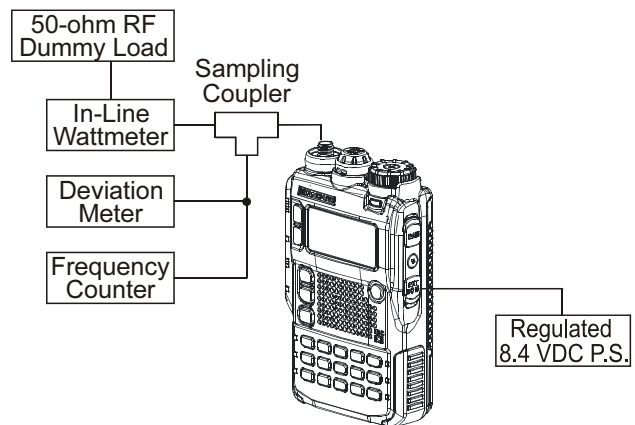 50-ohm RF
Dummy Load
Sampling
Coupler
In-Line
Wattmeter
Deviation
Meter
Frequency
Counter
Regulated
8.4 VDC P.S.